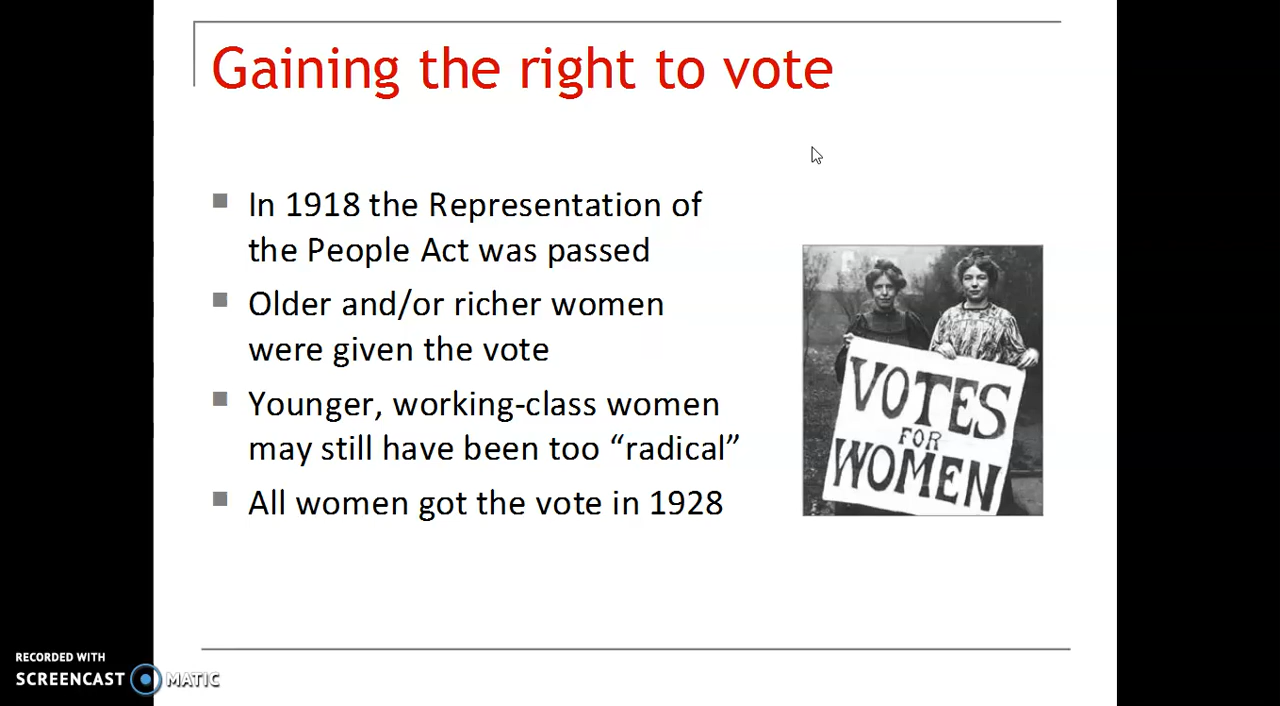 Gaining the right to vote
In 1918 the Representation of
the People Act was passed
Older and/or richer women
were given the vote
Younger, working-class women
may still have been too “radical”
All women got the vote in 1928
VOTES
FOR
WOMEN
RECORDED WITH
SCREENCAST MATIC